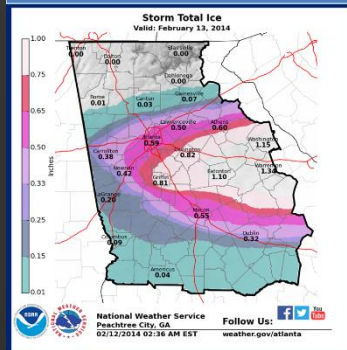 Storm Total Ice
Valid: February 13, 2014
1.00
0.75
0.65
0.50
0.33
0.25
0.15
0.01
Inches
Trenton
0.00
Dalton
0.00
Blairsville
0.00
Dahlonega
0.00
Rome
0.01
Canton
0.03
Gainesville
0.07
Lawrenceville
0.50
Athens
0.60
Atlanta
0.59
Washington
1.15
Carrollton
0.38
Covington
0.82
Newnan
0.42
Griffin
0.81
Eatonton
1.10
Warrenton
1.34
LaGrange
0.20
Macon
0.55
Dublin
0.32
Columbus
0.09
Americus
0.04
NOAA
National Weather Service
Peachtree City, GA
02/12/2014 02:36 AM EST
Follow Us:
You
Tube
weather.gov/atlanta